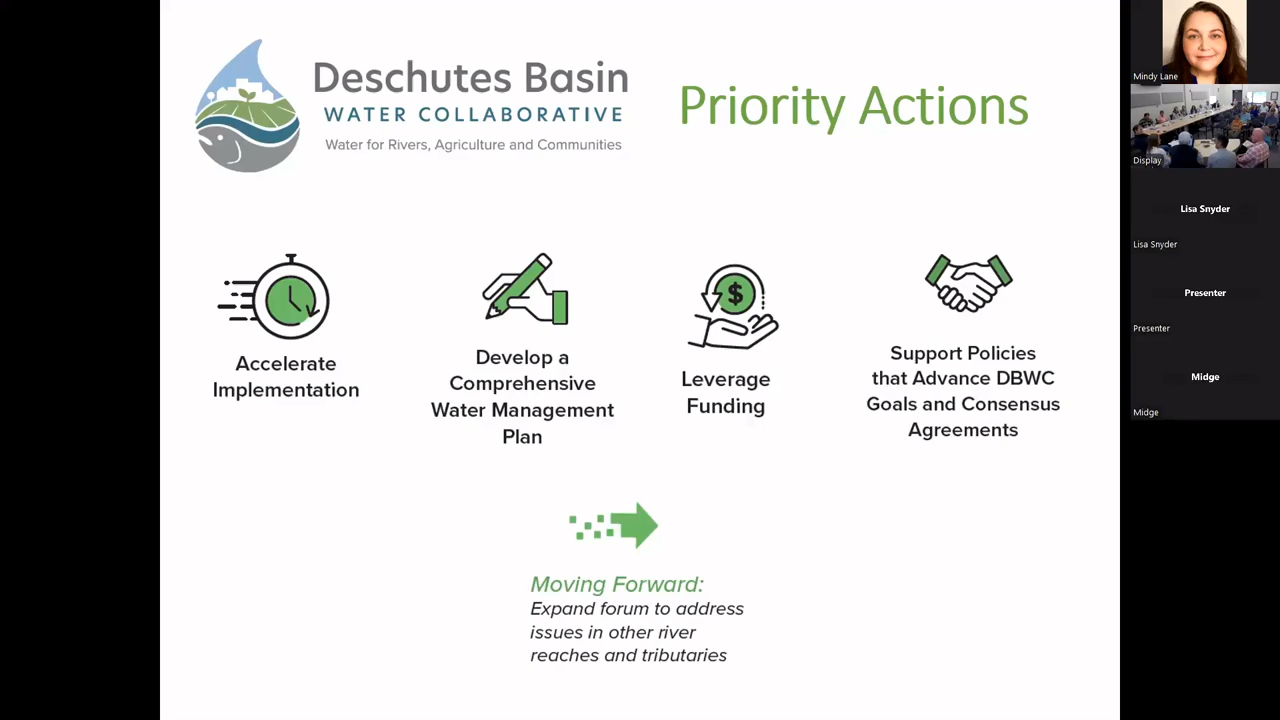 Deschutes Basin
WATER COLLABORATIVE
Water for Rivers, Agriculture and Communities
Priority Actions
Accelerate
Implementation
Develop a
Comprehensive
Water Management
Plan
$
Leverage
Funding
Support Policies
that Advance DBWC
Goals and Consensus
Agreements
Moving Forward:
Expand forum to address
issues in other river
reaches and tributaries
Mindy Lane
Display
Lisa Snyder
Lisa Snyder
Presenter
Presenter
Midge
Midge